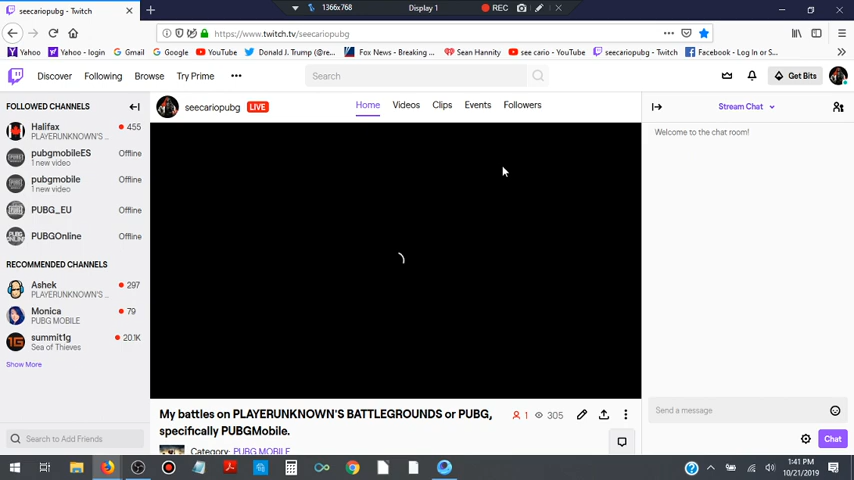 seecariopubg - Twitch
1366x768
Display 1
REC
https://www.twitch.tv/seecariopubg
Yahoo
Yahoo - login
Gmail
Google
YouTube
Donald J. Trump (@re...
Fox News - Breaking ...
Sean Hannity
see cario - YouTube
seecariopubg - Twitch
Facebook - Log In or S...
Discover
Following
Browse
Try Prime
Search
Get Bits
FOLLOWED CHANNELS
Halifax
455
PLAYERUNKNOWN'S ...
pubgmobileES
Offline
1 new video
pubgmobile
Offline
1 new video
PUBG_EU
Offline
PUBGOnline
Offline
RECOMMENDED CHANNELS
Ashek
297
PLAYERUNKNOWN'S ...
Monica
79
PUBG MOBILE
summit1g
20.1K
Sea of Thieves
Show More
Search to Add Friends
seecariopubg
LIVE
Home
Videos
Clips
Events
Followers
My battles on PLAYERUNKNOWN'S BATTLEGROUNDS or PUBG,
specifically PUBGMobile.
1
305
Category: PUBG MOBILE
Stream Chat
Welcome to the chat room!
Send a message
Chat
1:41 PM
10/21/2019